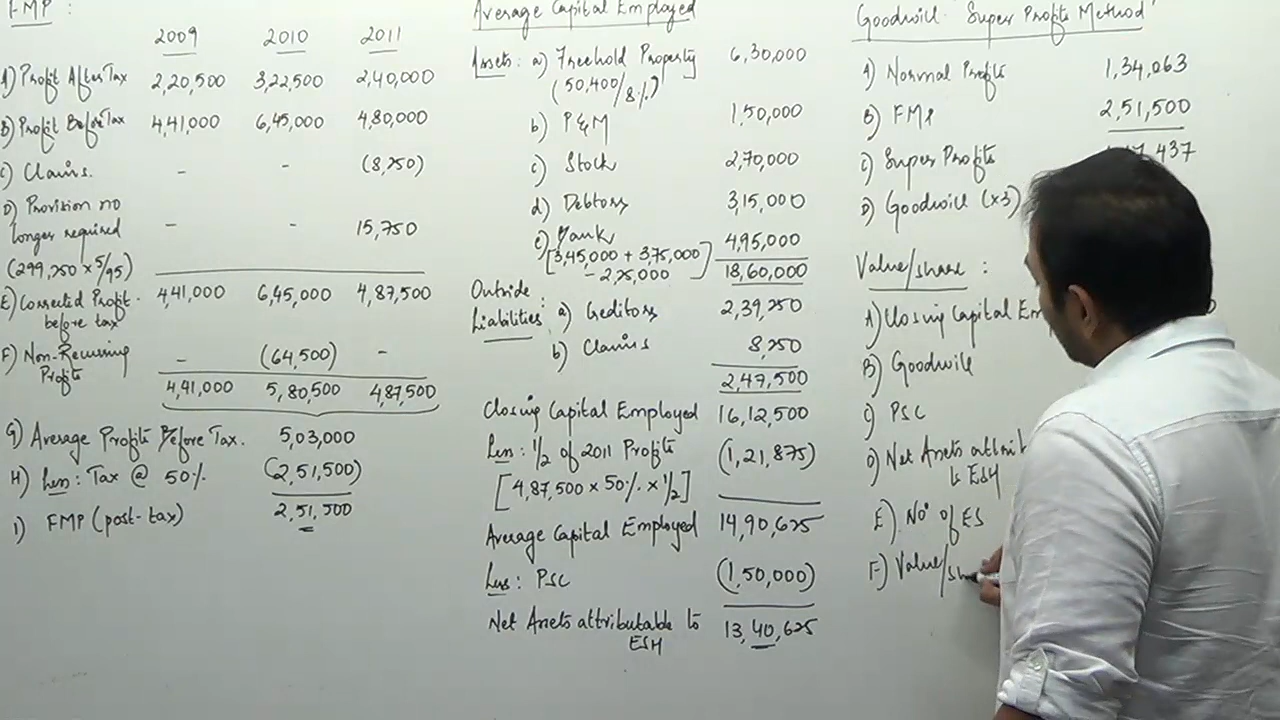 FMP :
2009 2010 2011
A) Profit After Tax 2,20,500 3,22,500 2,40,000
B) Profit Before Tax 4,41,000 6,45,000 4,80,000
C) Claims. - - (8,250)
D) Provision no
longer required - - 15,750
(299,250 x 5/95)
E) Corrected Profit 4,41,000 6,45,000 4,87,500
before tax
F) Non-Recurring - (64,500) -
Profits
4,41,000 5,80,500 4,87,500
G) Average Profits Before Tax. 5,03,000
H) Less: Tax @ 50% (2,51,500)
I) FMP (post-tax) 2,51,500
Average Capital Employed
Assets: a) Freehold Property 6,30,000
(50,400/8%)
b) P&M 1,50,000
c) Stock 2,70,000
d) Debtors 3,15,000
e) Bank 4,95,000
[3,45,000 + 3,75,000
- 2,25,000]
18,60,000
Outside :
Liabilities a) Creditors 2,39,250
b) Claims 8,250
2,47,500
Closing Capital Employed 16,12,500
Less: 1/2 of 2011 Profits (1,21,875)
[4,87,500 x 50% x 1/2]
Average Capital Employed 14,90,625
Less: PSC (1,50,000)
Net Assets attributable to 13,40,625
ESH
Goodwill "Super Profits Method"
A) Normal Profits 1,34,063
B) FMP 2,51,500
C) Super Profits 437
D) Goodwill (x3)
Value/share :
A) Closing Capital
B) Goodwill
C) PSC
D) Net Assets
to ESH
E) No. of ES
F) Value/